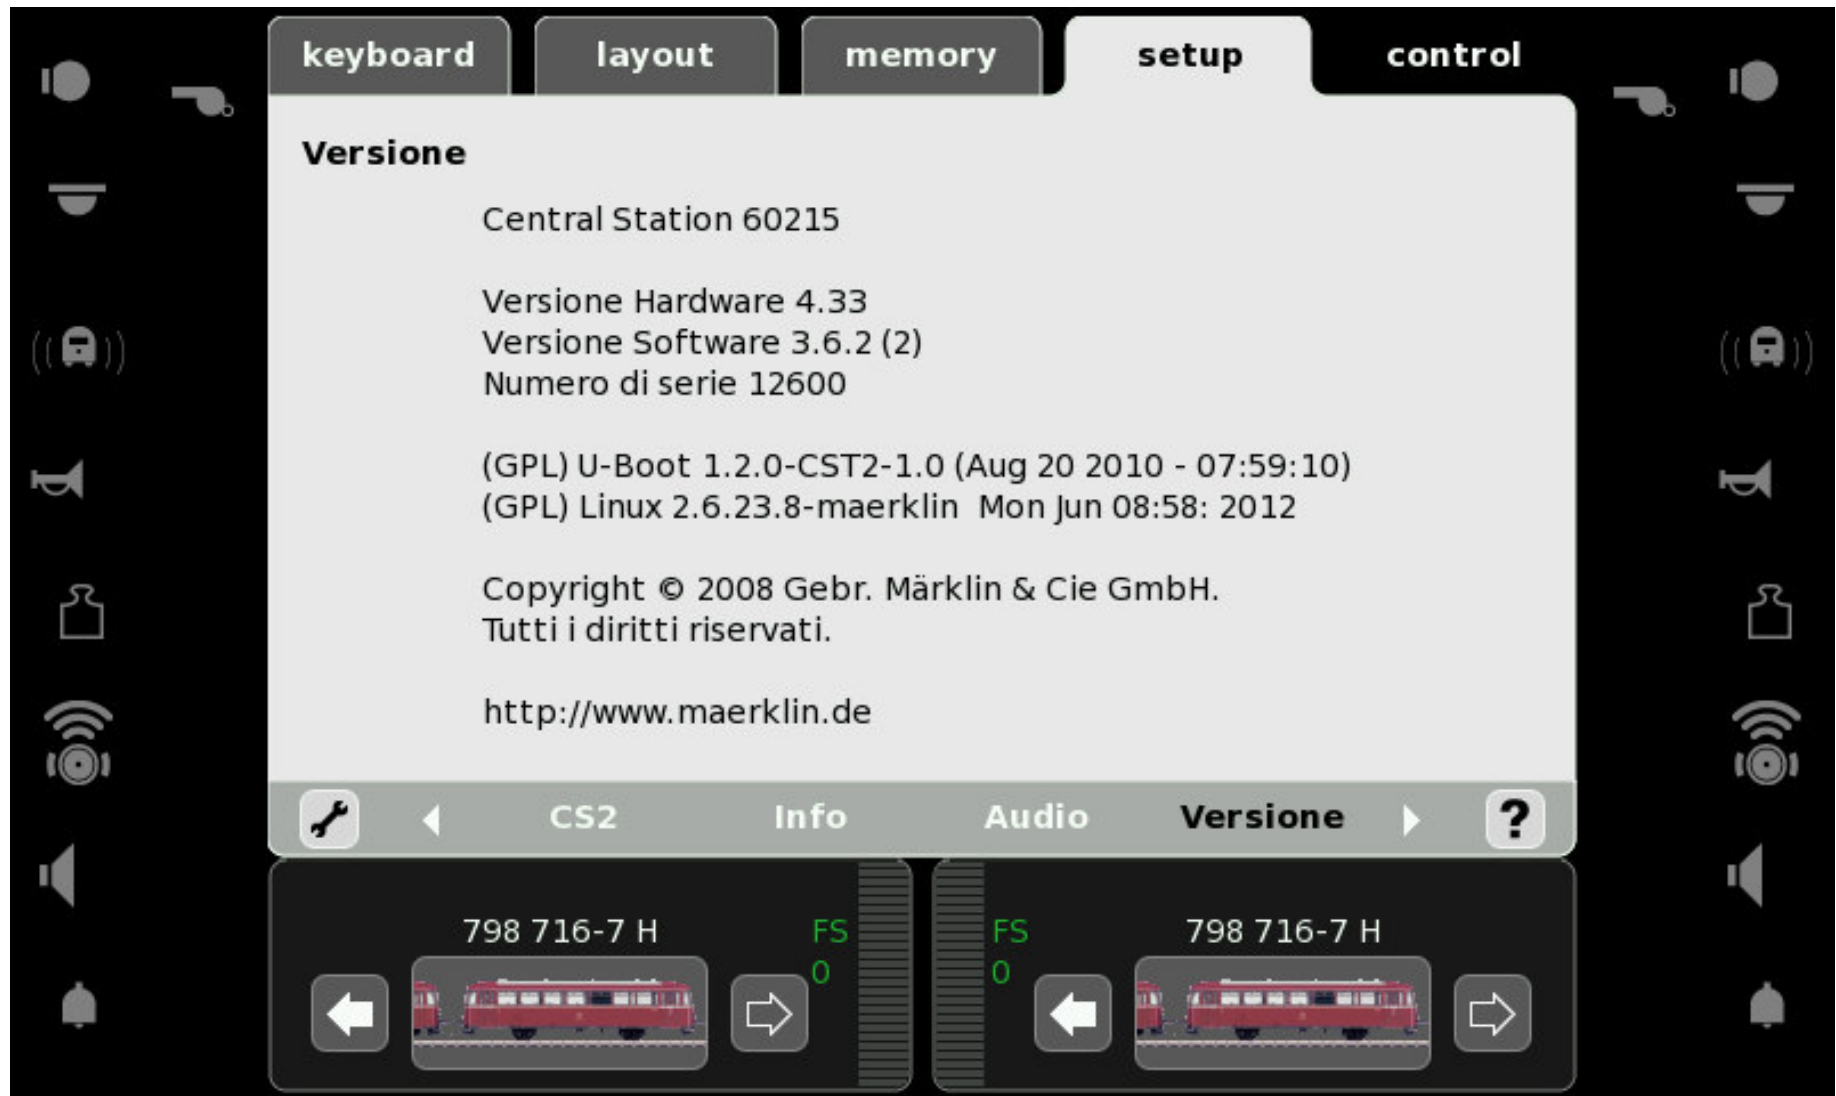 keyboard layout memory setup control
Versione
Central Station 60215
Versione Hardware 4.33
Versione Software 3.6.2 (2)
Numero di serie 12600
(GPL) U-Boot 1.2.0-CST2-1.0 (Aug 20 2010 - 07:59:10)
(GPL) Linux 2.6.23.8-maerklin  Mon Jun 08:58: 2012
Copyright © 2008 Gebr. Märklin & Cie GmbH.
Tutti i diritti riservati.
http://www.maerklin.de
CS2 Info Audio Versione ?
798 716-7 H FS FS 798 716-7 H
0 0